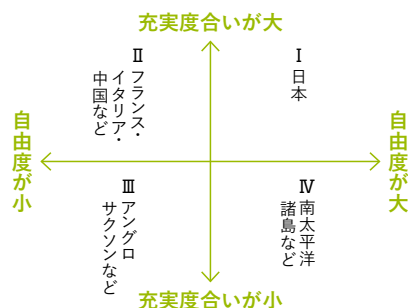 充実度合いが大
Ⅰ
日本
Ⅱ
フランス・
イタリア・
中国など
自由度が小
自由度が大
Ⅲ
アングロ
サクソンなど
Ⅳ
南太平洋
諸島など
充実度合いが小